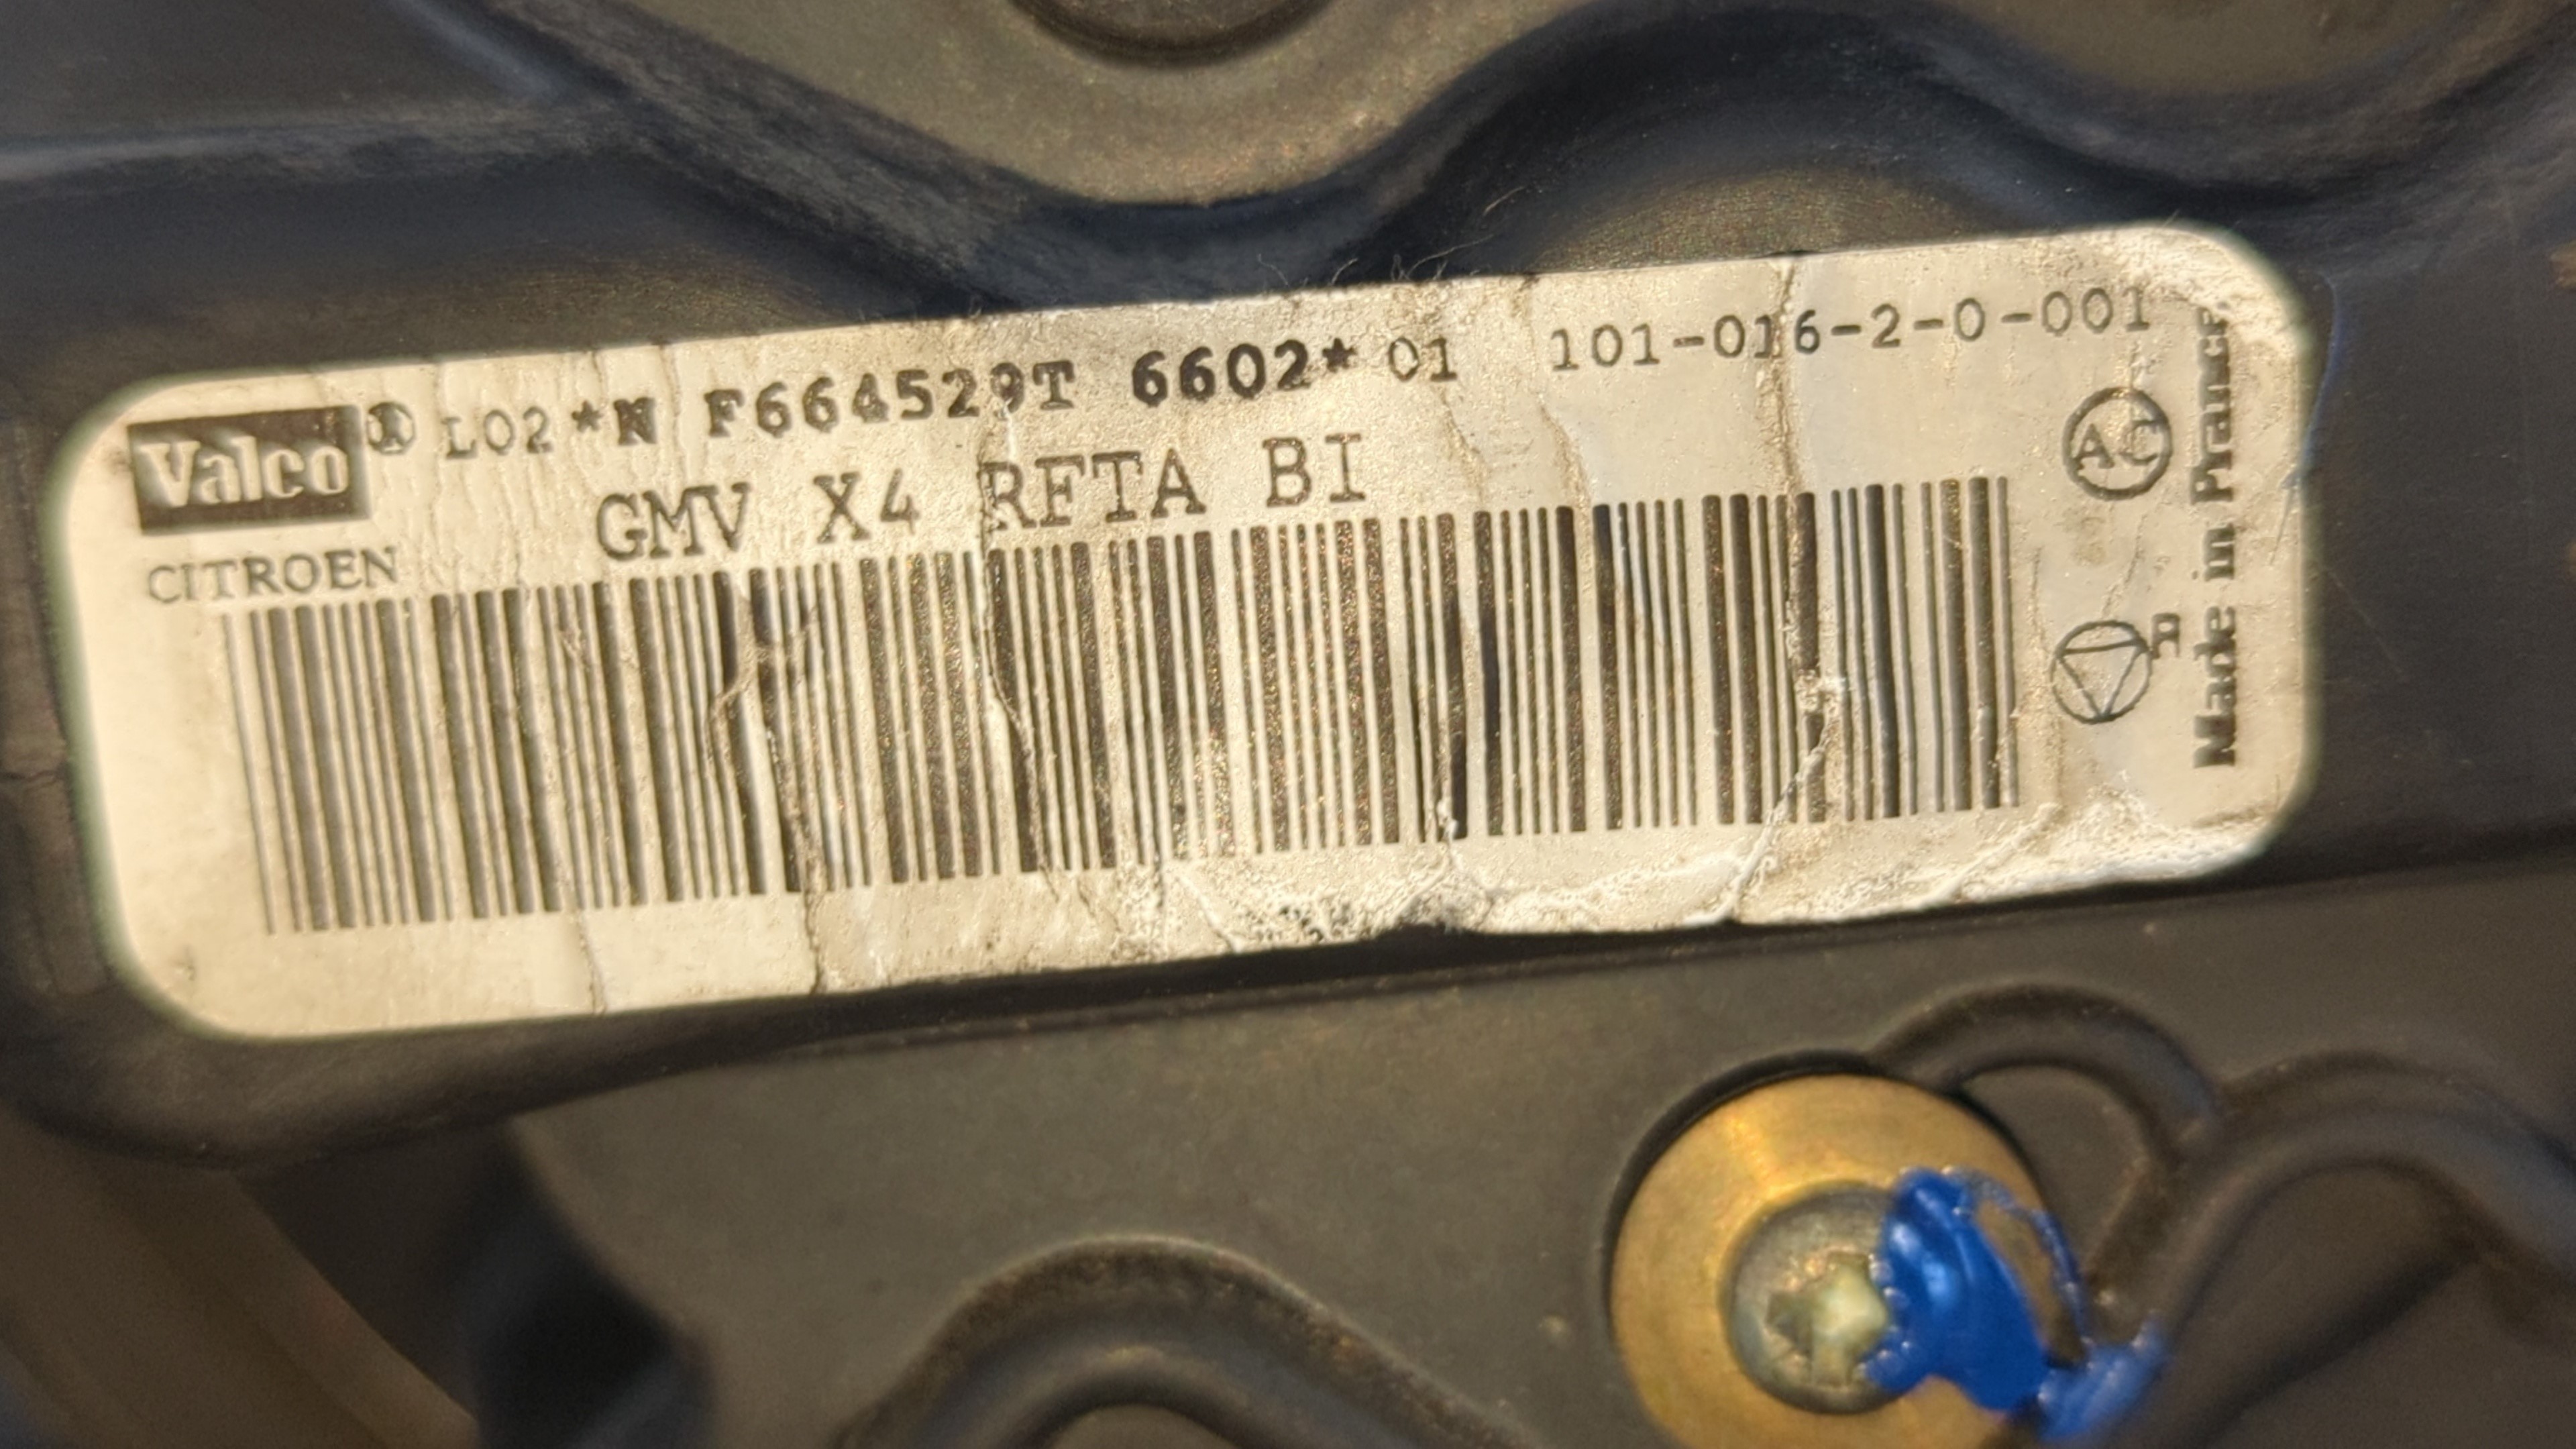 Valco® L02 *N F664529T 6602* 01 101-016-2-0-001
CITROEN GMV X4 RFTA BI
AC
Made in France